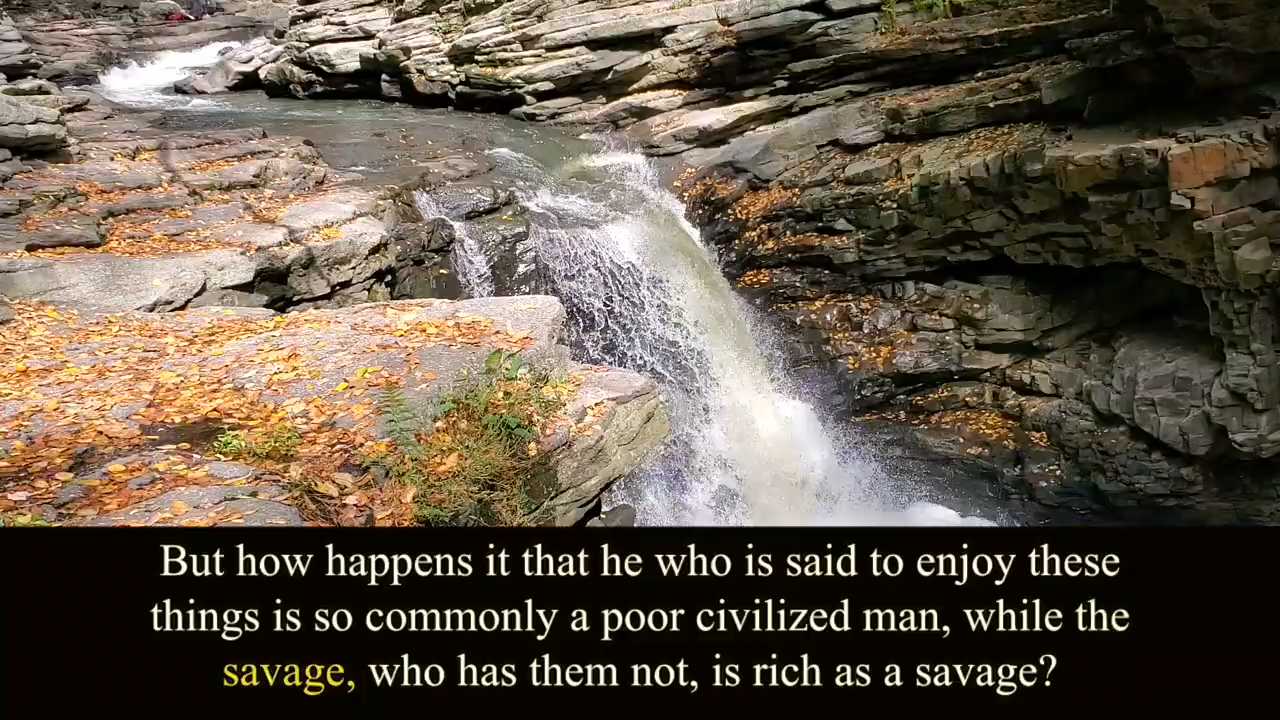 But how happens it that he who is said to enjoy these
things is so commonly a poor civilized man, while the
savage, who has them not, is rich as a savage?